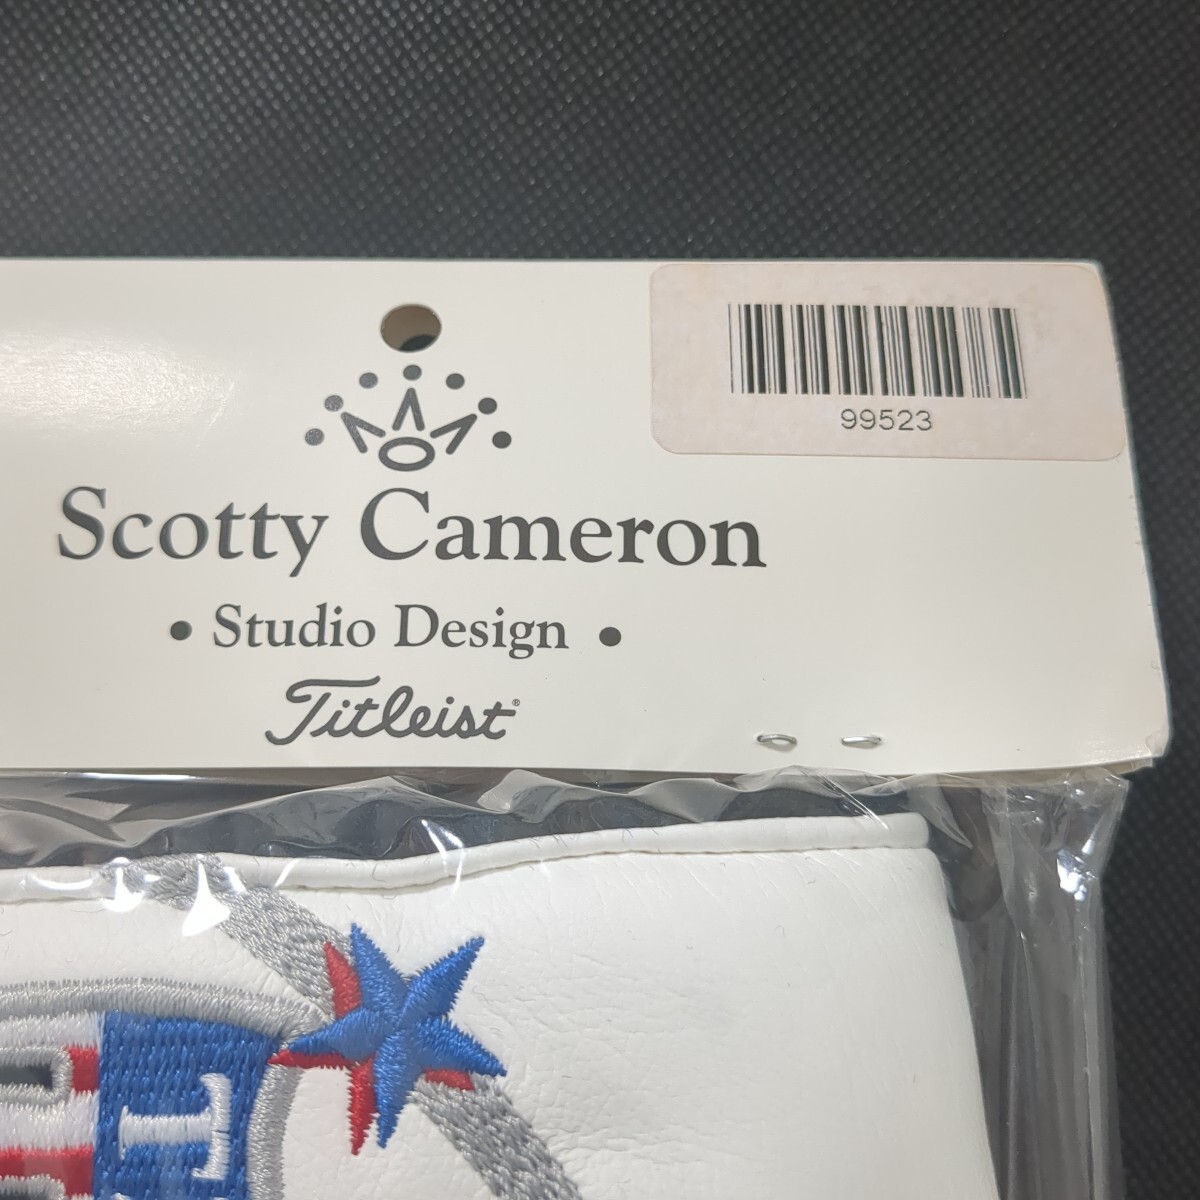 99523
Scotty Cameron
• Studio Design •
Titleist®
T